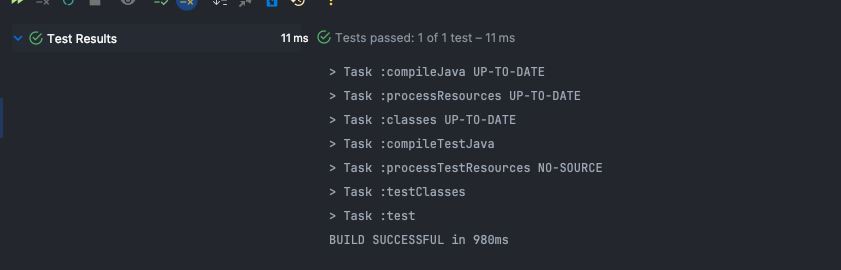 Test Results 11 ms
Tests passed: 1 of 1 test – 11 ms
> Task :compileJava UP-TO-DATE
> Task :processResources UP-TO-DATE
> Task :classes UP-TO-DATE
> Task :compileTestJava
> Task :processTestResources NO-SOURCE
> Task :testClasses
> Task :test
BUILD SUCCESSFUL in 980ms